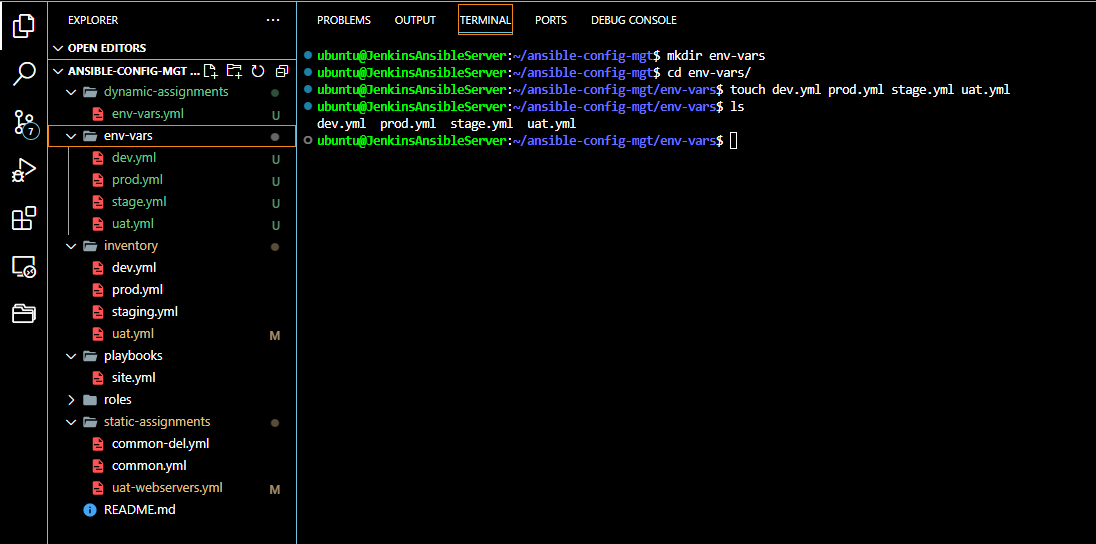 EXPLORER ...
OPEN EDITORS
ANSIBLE-CONFIG-MGT ...
dynamic-assignments
env-vars.yml U
env-vars
dev.yml U
prod.yml U
stage.yml U
uat.yml U
inventory
dev.yml
prod.yml
staging.yml
uat.yml M
playbooks
site.yml
roles
static-assignments
common-del.yml
common.yml
uat-webservers.yml M
README.md
7
PROBLEMS OUTPUT TERMINAL PORTS DEBUG CONSOLE
ubuntu@JenkinsAnsibleServer:~/ansible-config-mgt$ mkdir env-vars
ubuntu@JenkinsAnsibleServer:~/ansible-config-mgt$ cd env-vars/
ubuntu@JenkinsAnsibleServer:~/ansible-config-mgt/env-vars$ touch dev.yml prod.yml stage.yml uat.yml
ubuntu@JenkinsAnsibleServer:~/ansible-config-mgt/env-vars$ ls
dev.yml prod.yml stage.yml uat.yml
ubuntu@JenkinsAnsibleServer:~/ansible-config-mgt/env-vars$